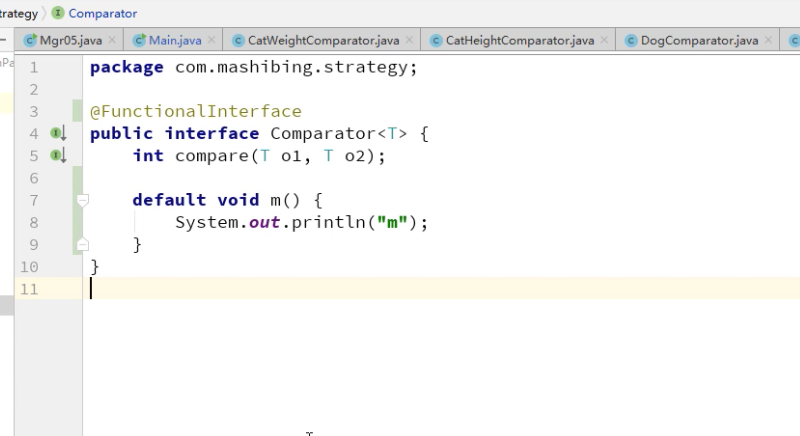 trategy Comparator
Mgr05.java Main.java CatWeightComparator.java CatHeightComparator.java DogComparator.java
1 package com.mashibing.strategy;
2
3 @FunctionalInterface
4 public interface Comparator<T> {
5 int compare(T o1, T o2);
6
7 default void m() {
8 System.out.println("m");
9 }
10 }
11